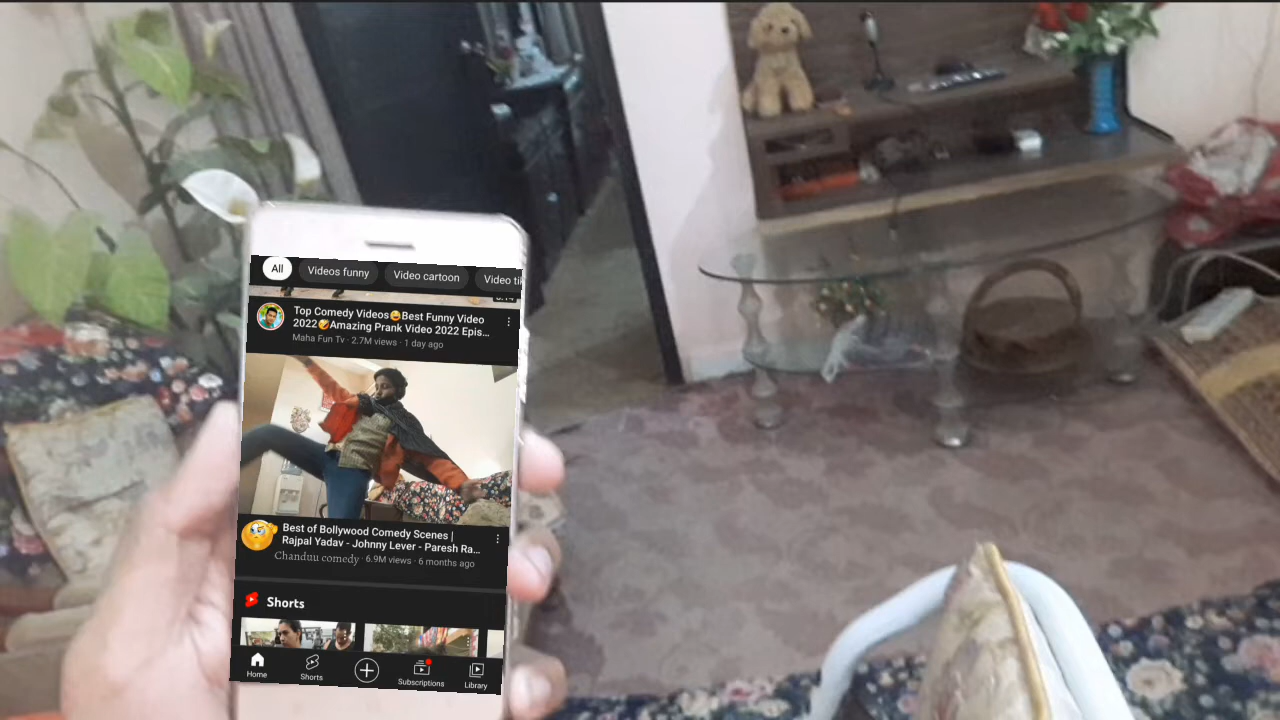 All
Videos funny
Video cartoon
Video ti
Top Comedy Videos😂Best Funny Video
2022🤣Amazing Prank Video 2022 Epis...
Maha Fun Tv · 2.7M views · 1 day ago
Best of Bollywood Comedy Scenes |
Rajpal Yadav - Johnny Lever - Paresh Ra...
Chanduu comedy · 6.9M views · 6 months ago
Shorts
Home
Shorts
Subscriptions
Library